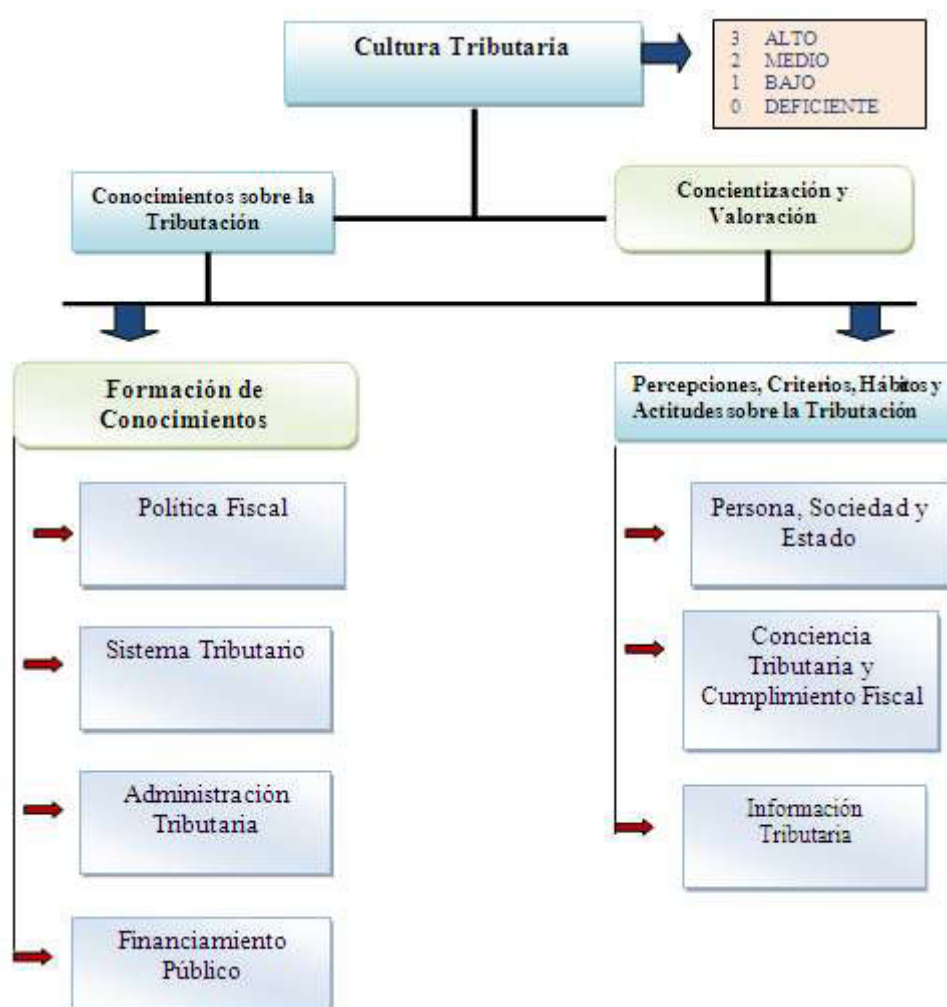 Cultura Tributaria
3 ALTO
2 MEDIO
1 BAJO
0 DEFICIENTE
Conocimientos sobre la
Tributación
Concientización y
Valoración
Formación de
Conocimientos
Percepciones, Criterios, Hábitos y
Actitudes sobre la Tributación
Política Fiscal
Sistema Tributario
Administración
Tributaria
Financiamiento
Público
Persona, Sociedad y
Estado
Conciencia
Tributaria y
Cumplimiento Fiscal
Información
Tributaria